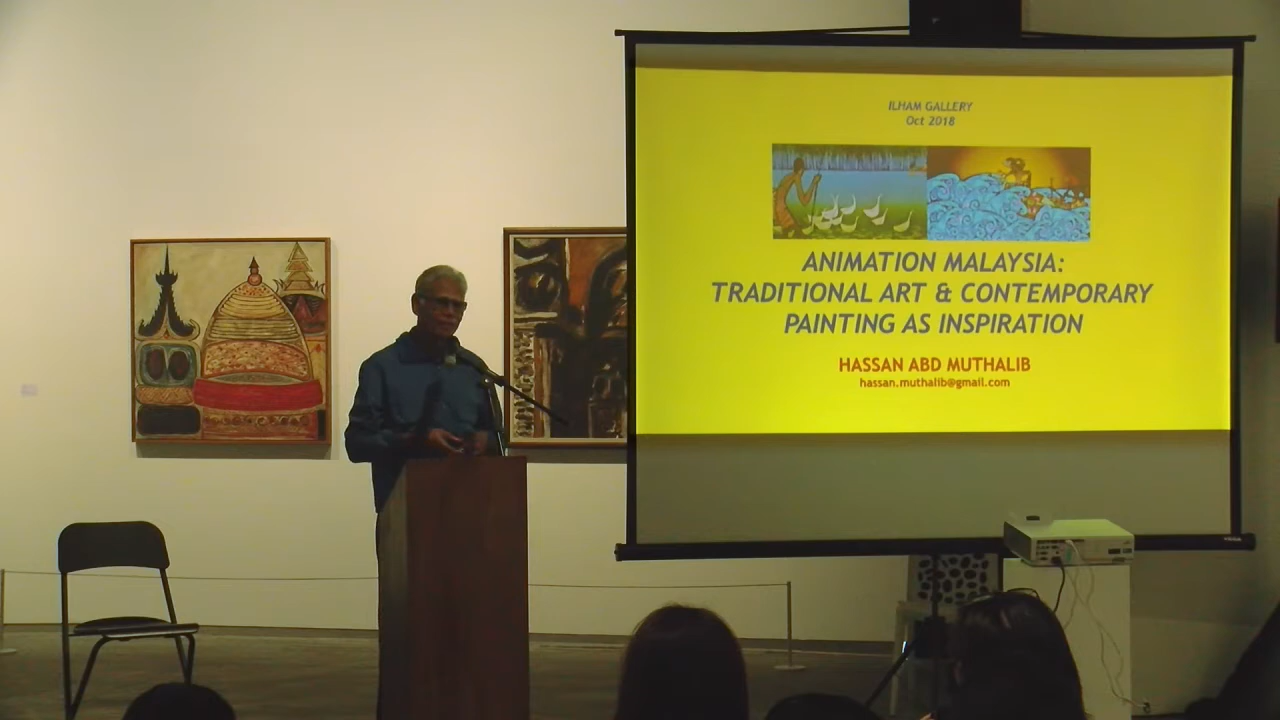 ILHAM GALLERY
Oct 2018
ANIMATION MALAYSIA:
TRADITIONAL ART & CONTEMPORARY
PAINTING AS INSPIRATION
HASSAN ABD MUTHALIB
hassan.muthalib@gmail.com